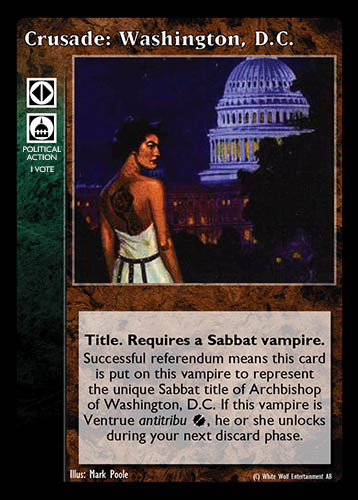 Crusade: Washington, D.C.
POLITICAL
ACTION
1 VOTE
Title. Requires a Sabbat vampire.
Successful referendum means this card
is put on this vampire to represent
the unique Sabbat title of Archbishop
of Washington, D.C. If this vampire is
Ventrue antitribu , he or she unlocks
during your next discard phase.
Illus: Mark Poole
(C) White Wolf Entertainment AB